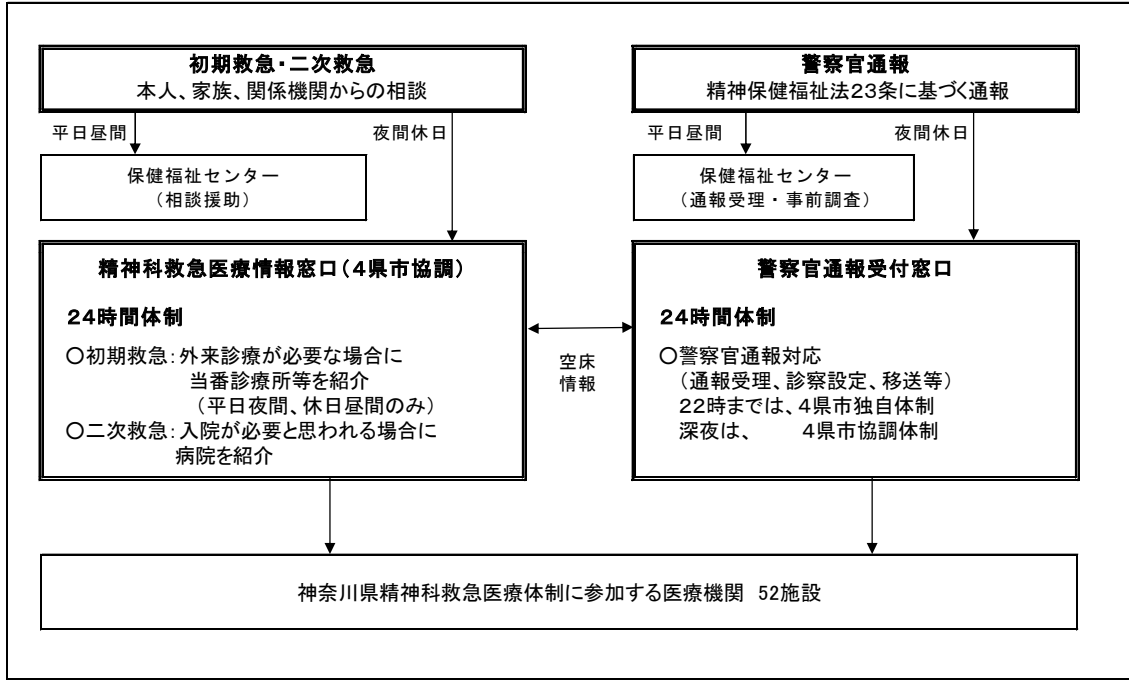 初期救急・二次救急
本人、家族、関係機関からの相談
平日昼間
夜間休日
保健福祉センター
（相談援助）
精神科救急医療情報窓口（４県市協調）
２４時間体制
○初期救急：外来診療が必要な場合に
当番診療所等を紹介
（平日夜間、休日昼間のみ）
○二次救急：入院が必要と思われる場合に
病院を紹介
警察官通報
精神保健福祉法２３条に基づく通報
平日昼間
夜間休日
保健福祉センター
（通報受理・事前調査）
警察官通報受付窓口
２４時間体制
○警察官通報対応
（通報受理、診察設定、移送等）
２２時までは、４県市独自体制
深夜は、　　４県市協調体制
空床
情報
神奈川県精神科救急医療体制に参加する医療機関　52施設